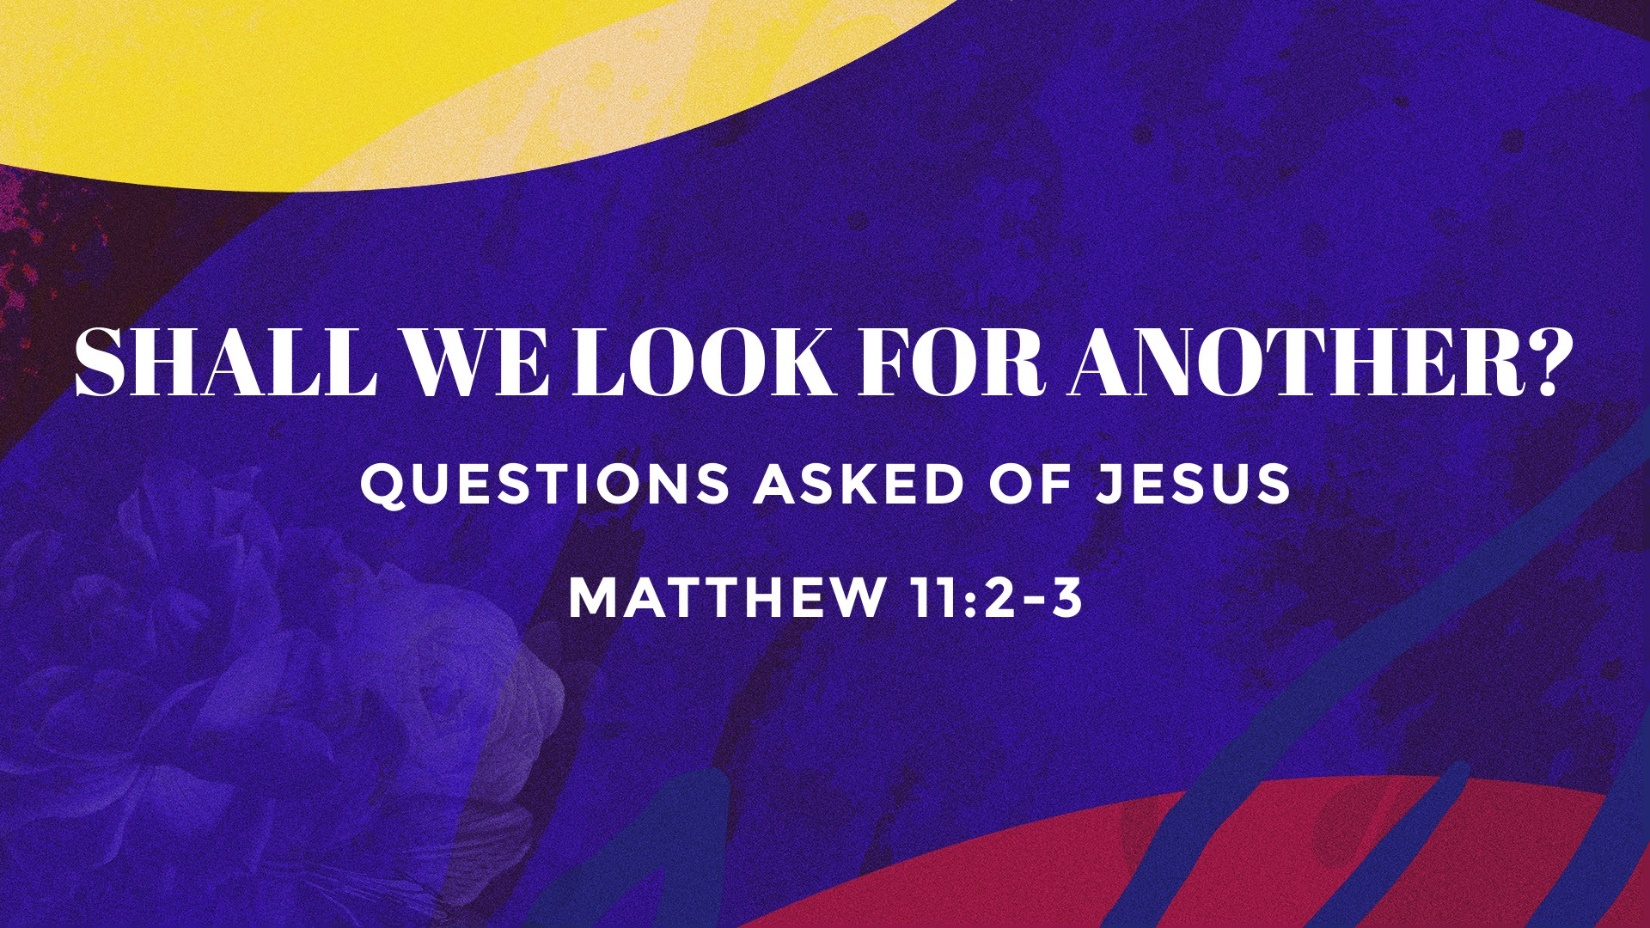 SHALL WE LOOK FOR ANOTHER?
QUESTIONS ASKED OF JESUS
MATTHEW 11:2-3